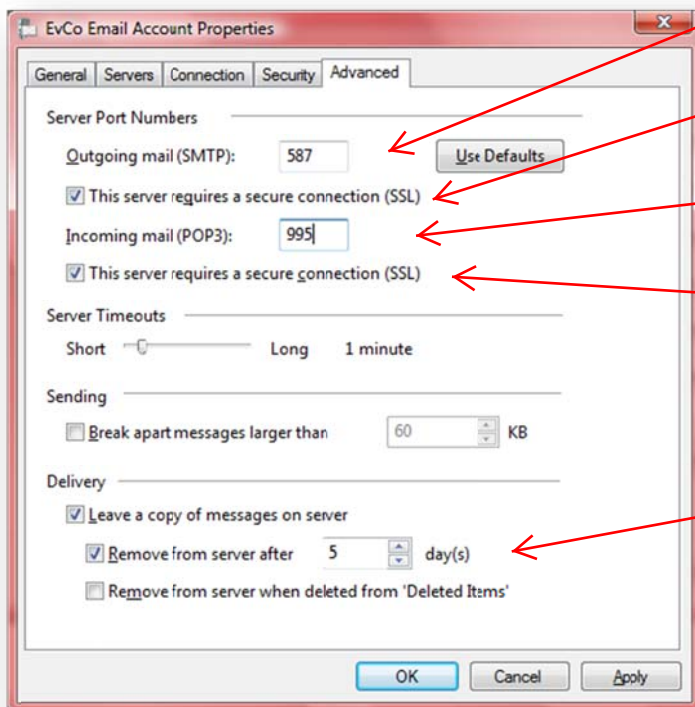 EvCo Email Account Properties
General Servers Connection Security Advanced
Server Port Numbers
Outgoing mail (SMTP): 587 Use Defaults
This server requires a secure connection (SSL)
Incoming mail (POP3): 995
This server requires a secure connection (SSL)
Server Timeouts
Short Long 1 minute
Sending
Break apart messages larger than 60 KB
Delivery
Leave a copy of messages on server
Remove from server after 5 day(s)
Remove from server when deleted from 'Deleted Items'
OK Cancel Apply